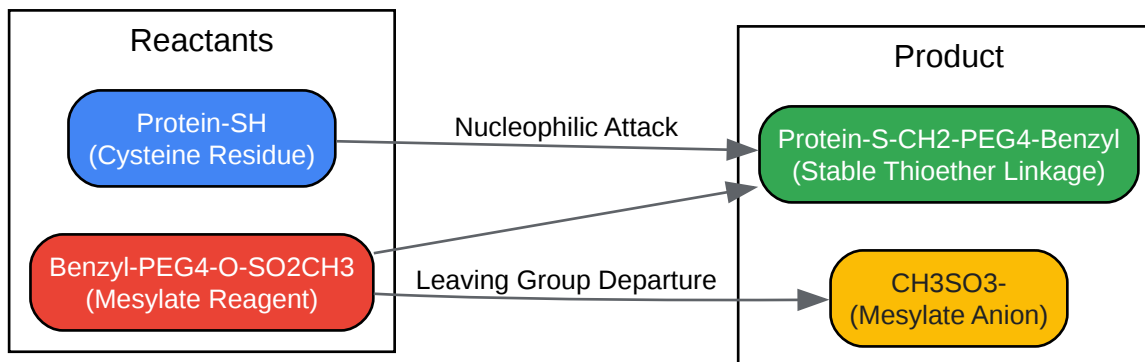 Reactants
Product
Protein-SH
(Cysteine Residue)
Nucleophilic Attack
Protein-S-CH2-PEG4-Benzyl
(Stable Thioether Linkage)
Benzyl-PEG4-O-SO2CH3
(Mesylate Reagent)
Leaving Group Departure
CH3SO3-
(Mesylate Anion)